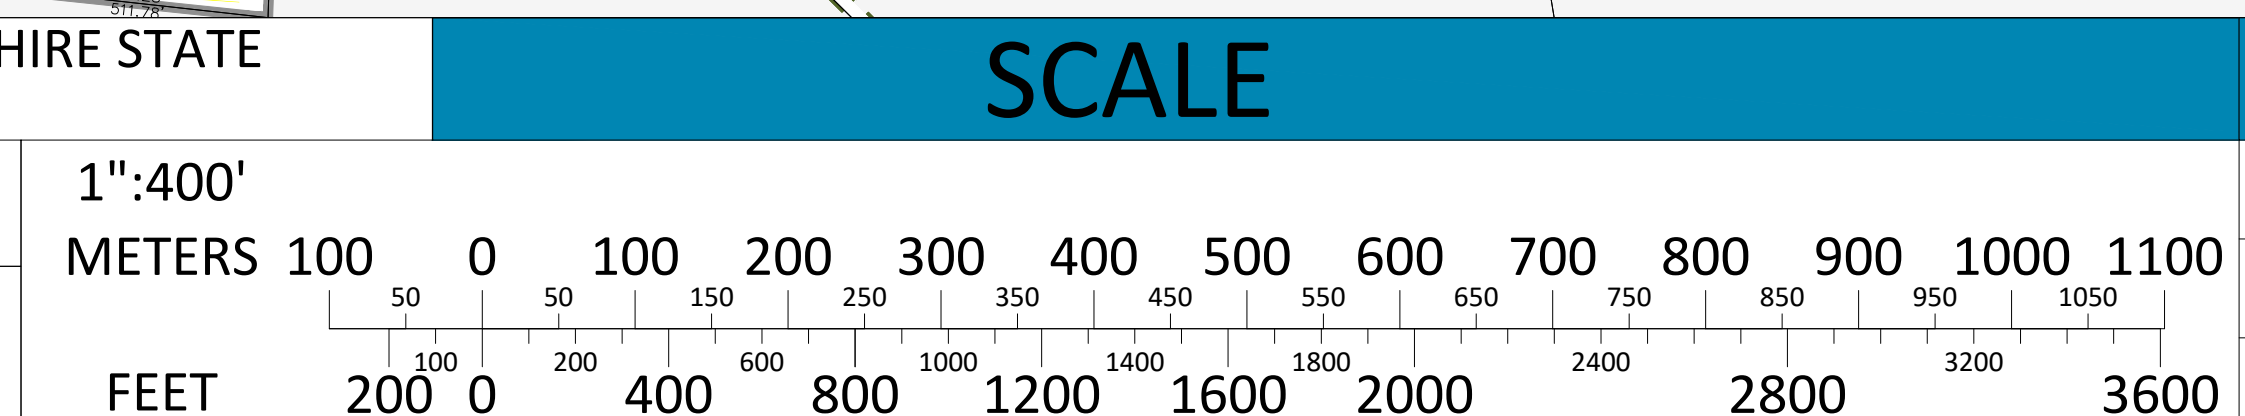 511.78'
HIRE STATE
SCALE
1":400'
METERS 100 0 100 200 300 400 500 600 700 800 900 1000 1100
50 50 150 250 350 450 550 650 750 850 950 1050
100 200 600 1000 1400 1800 2400 3200
FEET 200 0 400 800 1200 1600 2000 2800 3600